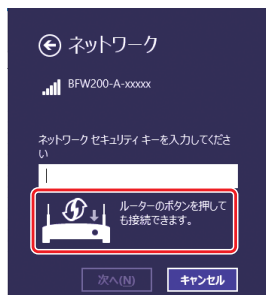 ネットワーク
BFW200-A-xxxxx
ネットワーク セキュリティ キーを入力してくださ
い
ルーターのボタンを押して
も接続できます。
次へ(N)
キャンセル